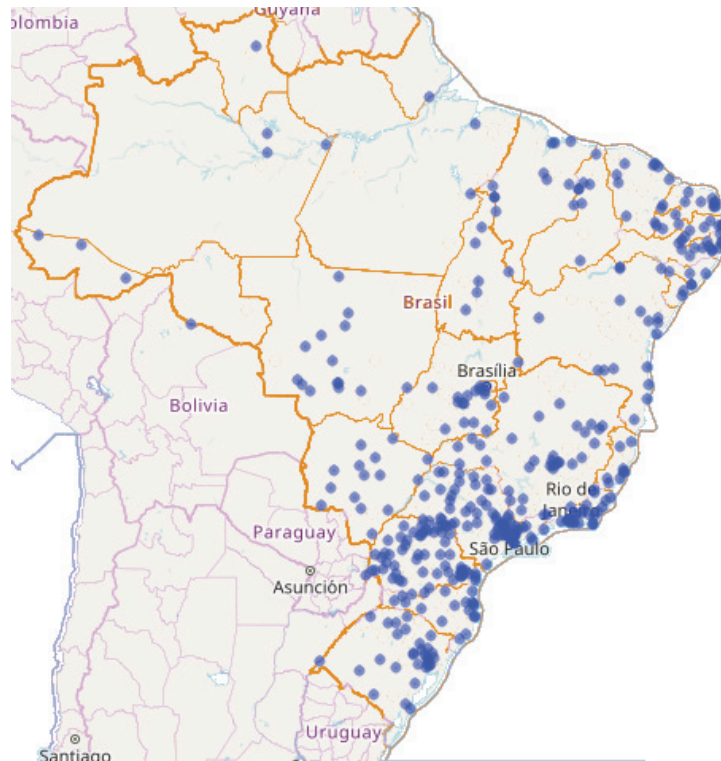 Guyana
olombia
Brasil
Brasília
Bolivia
Rio de
Janeiro
São Paulo
Paraguay
Asunción
Uruguay
Santiago